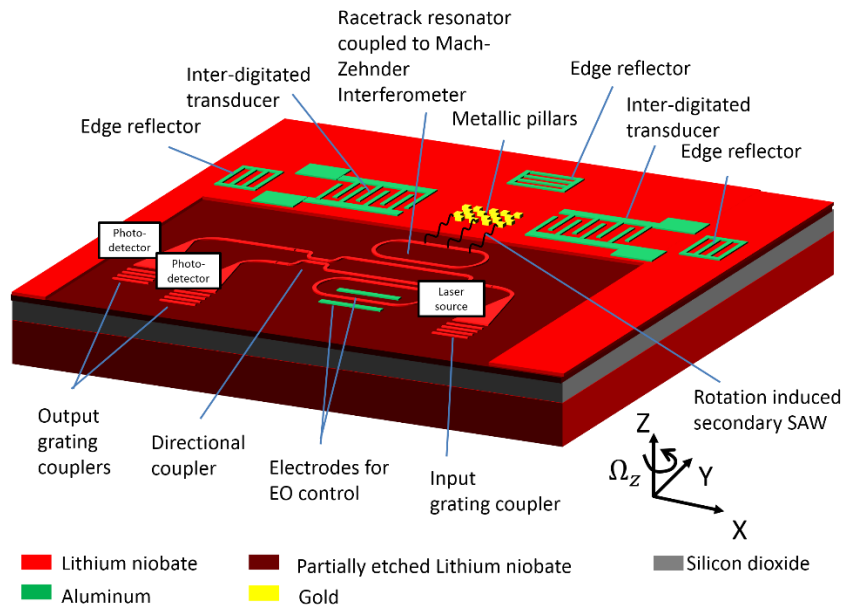 Racetrack resonator
coupled to Mach-
Zehnder
Interferometer
Inter-digitated
transducer
Edge reflector
Metallic pillars
Edge reflector
Inter-digitated
transducer
Edge reflector
Photo-
detector
Photo-
detector
Laser
source
Output
grating
couplers
Directional
coupler
Electrodes for
EO control
Input
grating coupler
Rotation induced
secondary SAW
Z
Ω_z
Y
X
Lithium niobate
Partially etched Lithium niobate
Silicon dioxide
Aluminum
Gold